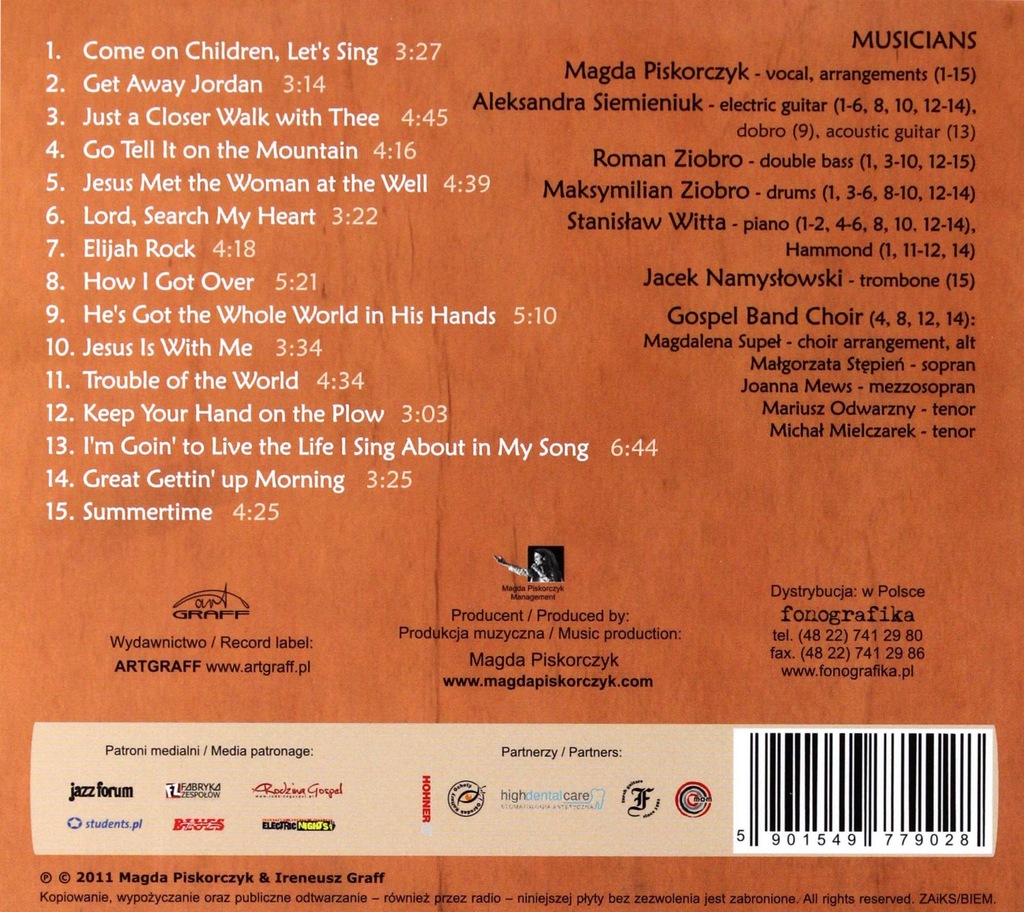 1. Come on Children, Let's Sing 3:27
2. Get Away Jordan 3:14
3. Just a Closer Walk with Thee 4:45
4. Go Tell It on the Mountain 4:16
5. Jesus Met the Woman at the Well 4:39
6. Lord, Search My Heart 3:22
7. Elijah Rock 4:18
8. How I Got Over 5:21
9. He's Got the Whole World in His Hands 5:10
10. Jesus Is With Me 3:34
11. Trouble of the World 4:34
12. Keep Your Hand on the Plow 3:03
13. I'm Goin' to Live the Life I Sing About in My Song 6:44
14. Great Gettin' up Morning 3:25
15. Summertime 4:25
MUSICIANS
Magda Piskorczyk - vocal, arrangements (1-15)
Aleksandra Siemieniuk - electric guitar (1-6, 8, 10, 12-14),
dobro (9), acoustic guitar (13)
Roman Ziobro - double bass (1, 3-10, 12-15)
Maksymilian Ziobro - drums (1, 3-6, 8-10, 12-14)
Stanisław Witta - piano (1-2, 4-6, 8, 10. 12-14),
Hammond (1, 11-12, 14)
Jacek Namysłowski - trombone (15)
Gospel Band Choir (4, 8, 12, 14):
Magdalena Supeł - choir arrangement, alt
Małgorzata Stępień - sopran
Joanna Mews - mezzosopran
Mariusz Odwarzny - tenor
Michał Mielczarek - tenor
art
GRAFF
Wydawnictwo / Record label:
ARTGRAFF www.artgraff.pl
Magda Piskorczyk
Management
Producent / Produced by:
Produkcja muzyczna / Music production:
Magda Piskorczyk
www.magdapiskorczyk.com
Dystrybucja: w Polsce
fonografika
tel. (48 22) 741 29 80
fax. (48 22) 741 29 86
www.fonografika.pl
Patroni medialni / Media patronage:
jazz forum
FABRYKA
ZESPOŁÓW
Rodzina Gospel
students.pl
BLUES
ELECTRIC NIGHTS
Partnerzy / Partners:
HOHNER
highdentalcare
F
since
mom
5 901549 779028
℗ © 2011 Magda Piskorczyk & Ireneusz Graff
Kopiowanie, wypożyczanie oraz publiczne odtwarzanie – również przez radio – niniejszej płyty bez zezwolenia jest zabronione. All rights reserved. ZAiKS/BIEM.